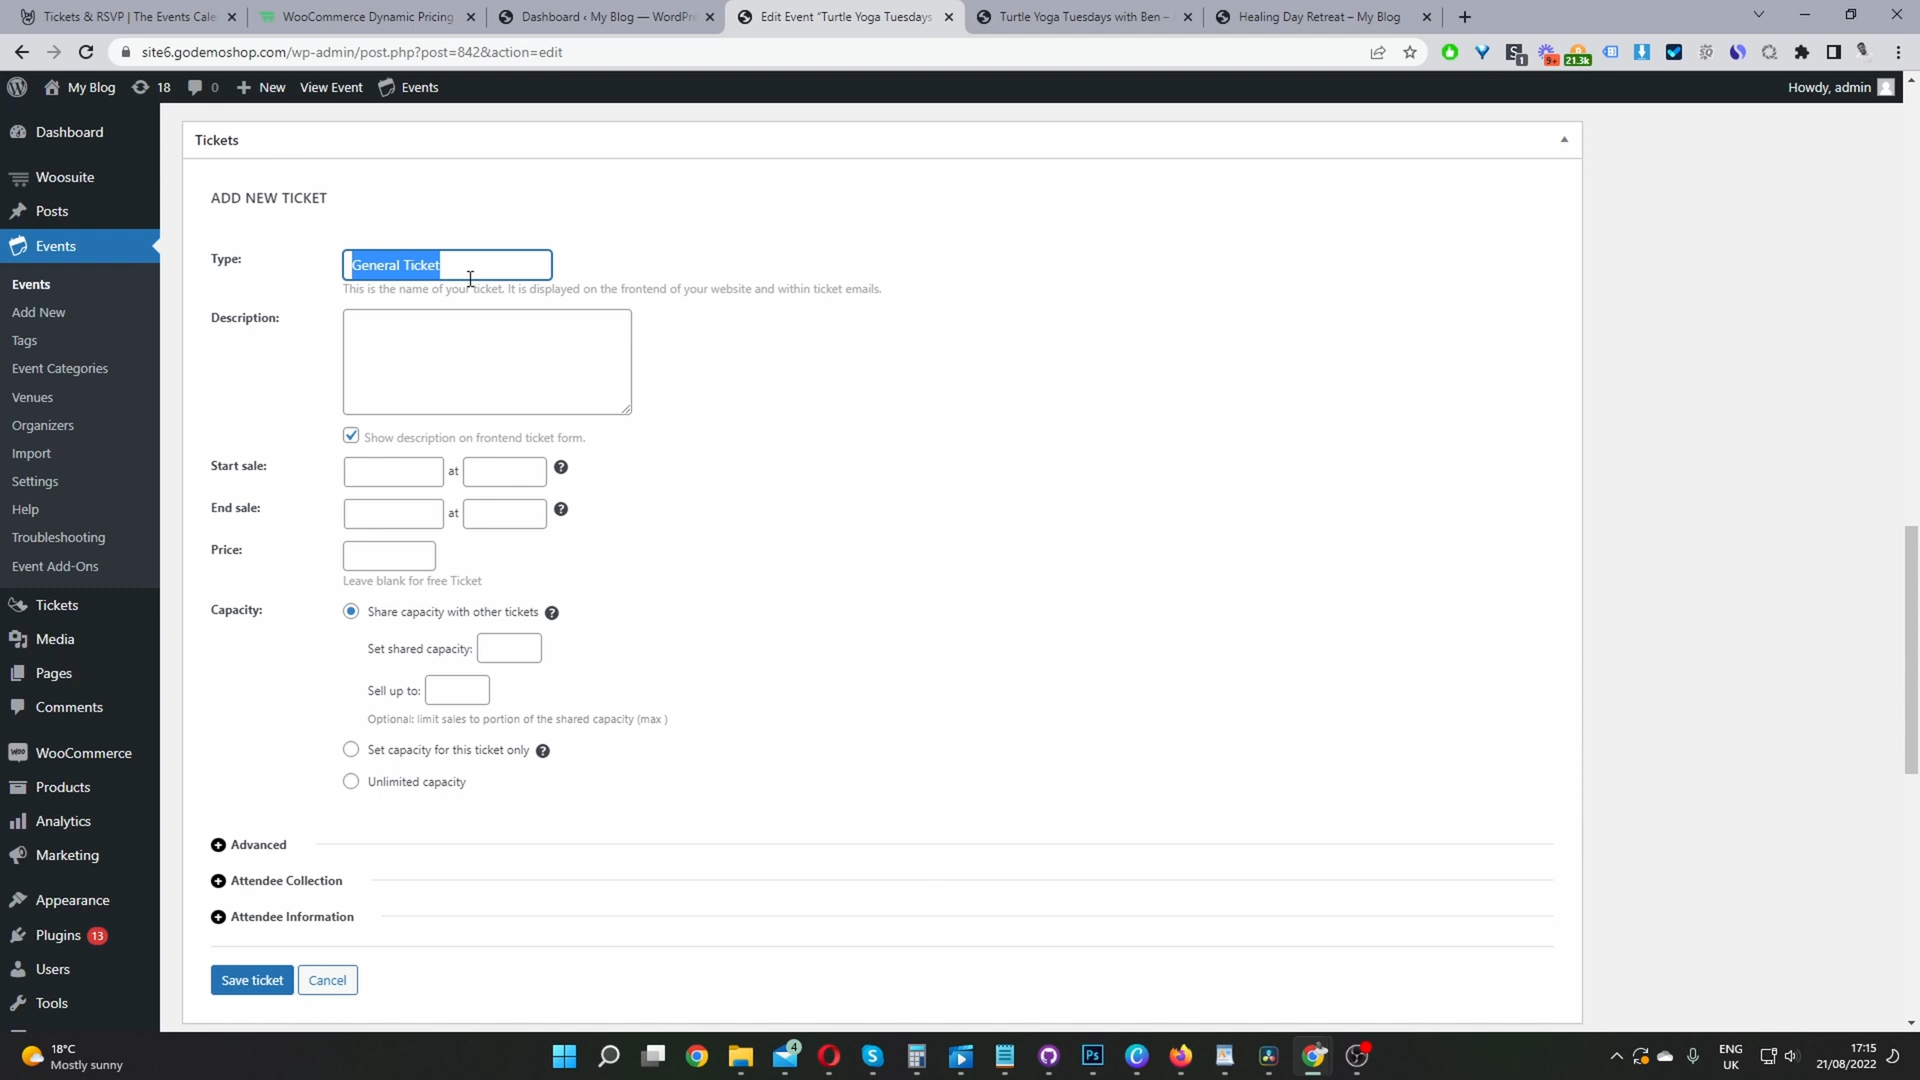 Tickets & RSVP | The Events Cale
WooCommerce Dynamic Pricing
Dashboard ‹ My Blog — WordPre
Edit Event "Turtle Yoga Tuesdays
Turtle Yoga Tuesdays with Ben –
Healing Day Retreat – My Blog
site6.godemoshop.com/wp-admin/post.php?post=842&action=edit
1
9+
21.3k
My Blog
18
0
New
View Event
Events
Howdy, admin
Dashboard
Woosuite
Posts
Events
Events
Add New
Tags
Event Categories
Venues
Organizers
Import
Settings
Help
Troubleshooting
Event Add-Ons
Tickets
Media
Pages
Comments
WooCommerce
Products
Analytics
Marketing
Appearance
Plugins 13
Users
Tools
Tickets
ADD NEW TICKET
Type:
General Ticket
This is the name of your ticket. It is displayed on the frontend of your website and within ticket emails.
Description:
Show description on frontend ticket form.
Start sale:
at
End sale:
at
Price:
Leave blank for free Ticket
Capacity:
Share capacity with other tickets
Set shared capacity:
Sell up to:
Optional: limit sales to portion of the shared capacity (max )
Set capacity for this ticket only
Unlimited capacity
Advanced
Attendee Collection
Attendee Information
Save ticket
Cancel
18°C
Mostly sunny
4
Ps
ENG
UK
17:15
21/08/2022